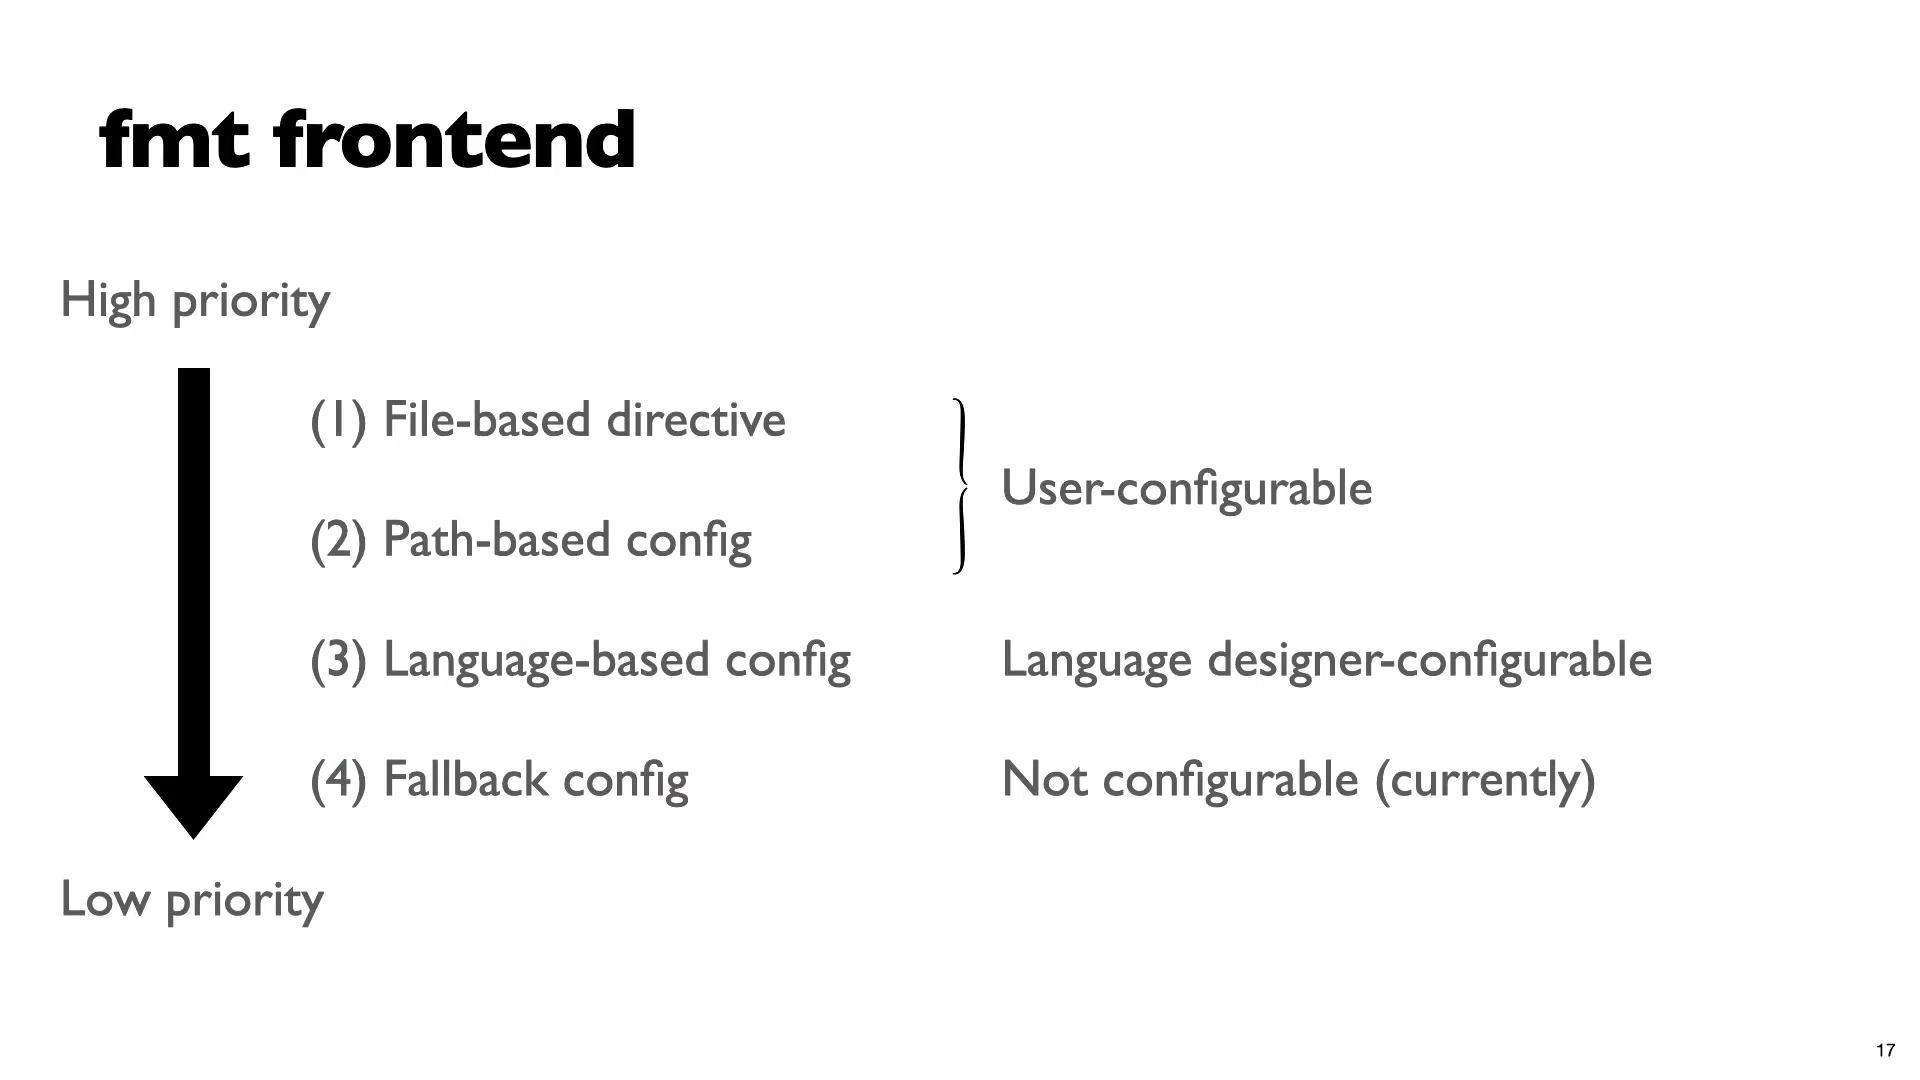 fmt frontend
High priority
(1) File-based directive
User-configurable
(2) Path-based config
(3) Language-based config
Language designer-configurable
(4) Fallback config
Not configurable (currently)
Low priority
17